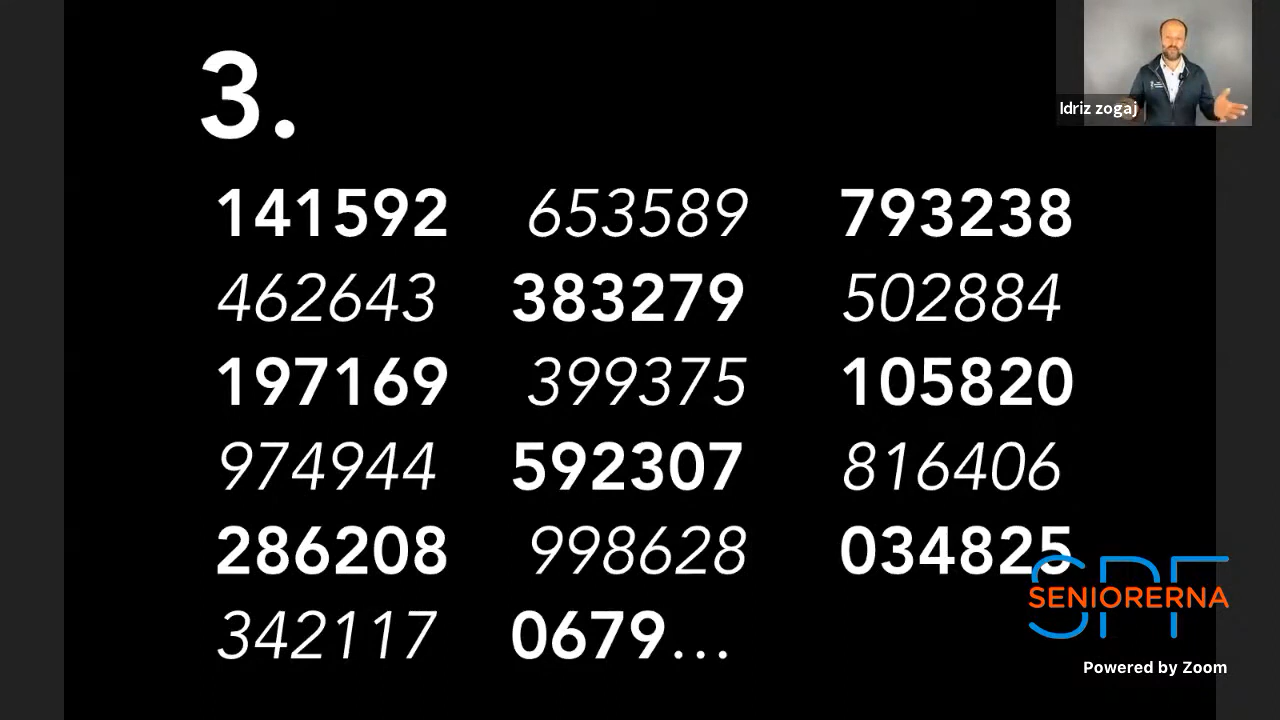 3.
Idriz zogaj
141592 653589 793238
462643 383279 502884
197169 399375 105820
974944 592307 816406
286208 998628 034825
342117 0679...
SPF
SENIORERNA
Powered by Zoom